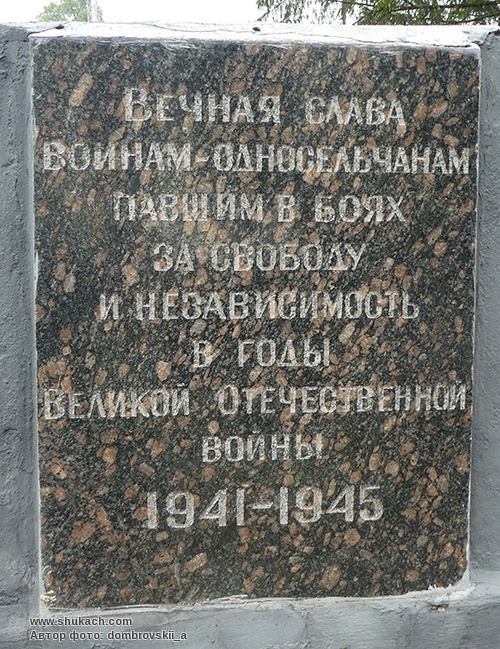 Вечная слава
воинам-односельчанам
павшим в боях
за свободу
и независимость
в годы
Великой Отечественной
войны
1941-1945
www.shukach.com
Автор фото: dombrovskii_a